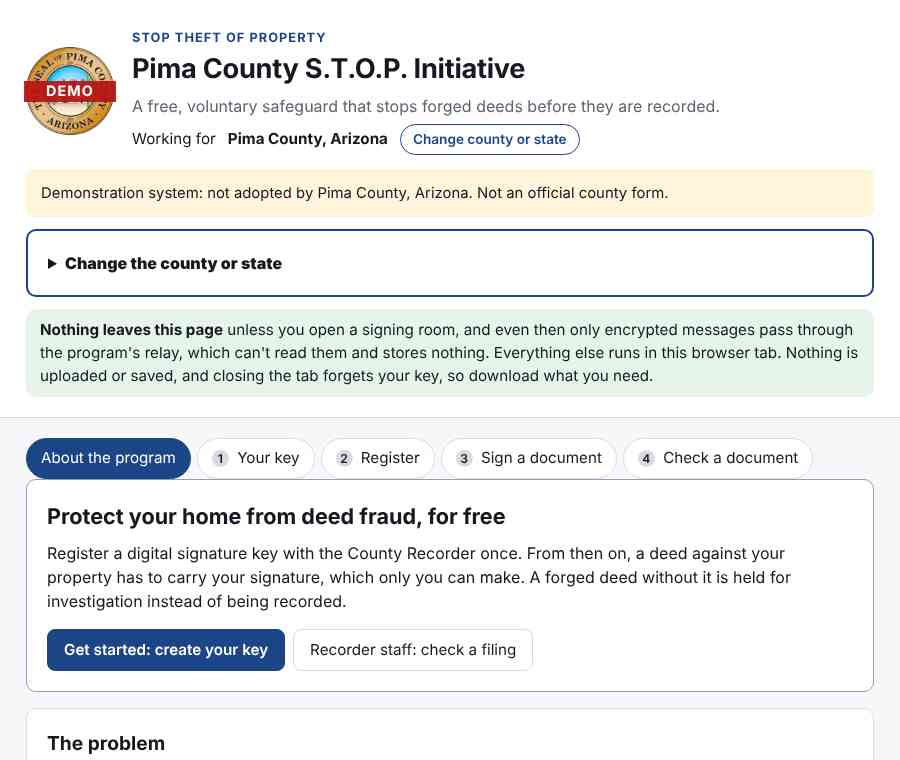 STOP THEFT OF PROPERTY
Pima County S.T.O.P. Initiative
DEMO
ARIZONA
A free, voluntary safeguard that stops forged deeds before they are recorded.
Working for Pima County, Arizona Change county or state
Demonstration system: not adopted by Pima County, Arizona. Not an official county form.
Change the county or state
Nothing leaves this page unless you open a signing room, and even then only encrypted messages pass through
the program's relay, which can't read them and stores nothing. Everything else runs in this browser tab. Nothing is
uploaded or saved, and closing the tab forgets your key, so download what you need.
About the program 1 Your key 2 Register 3 Sign a document 4 Check a document
Protect your home from deed fraud, for free
Register a digital signature key with the County Recorder once. From then on, a deed against your
property has to carry your signature, which only you can make. A forged deed without it is held for
investigation instead of being recorded.
Get started: create your key Recorder staff: check a filing
The problem